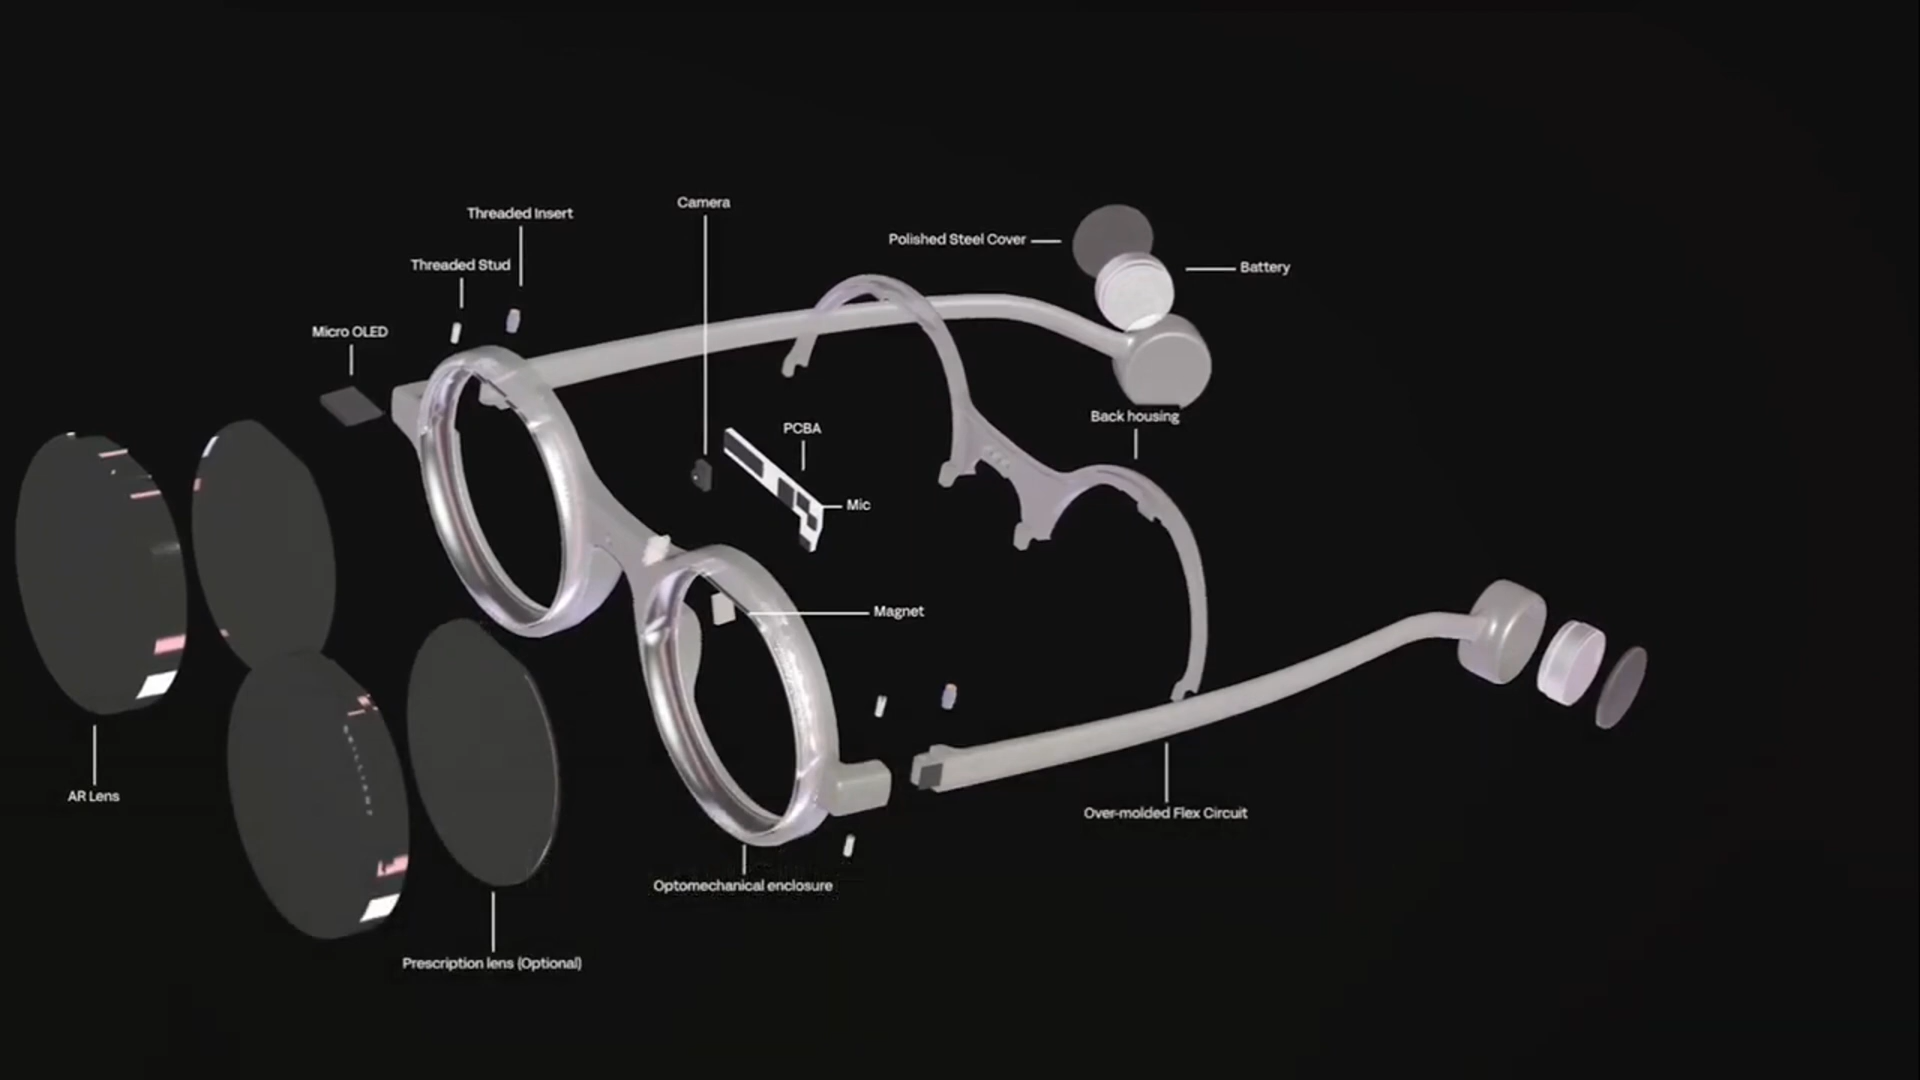 Camera
Threaded Insert
Polished Steel Cover
Threaded Stud
Battery
Micro OLED
Back housing
PCBA
Mic
Magnet
AR Lens
BRILLIANT
Over-molded Flex Circuit
Optomechanical enclosure
Prescription lens (Optional)